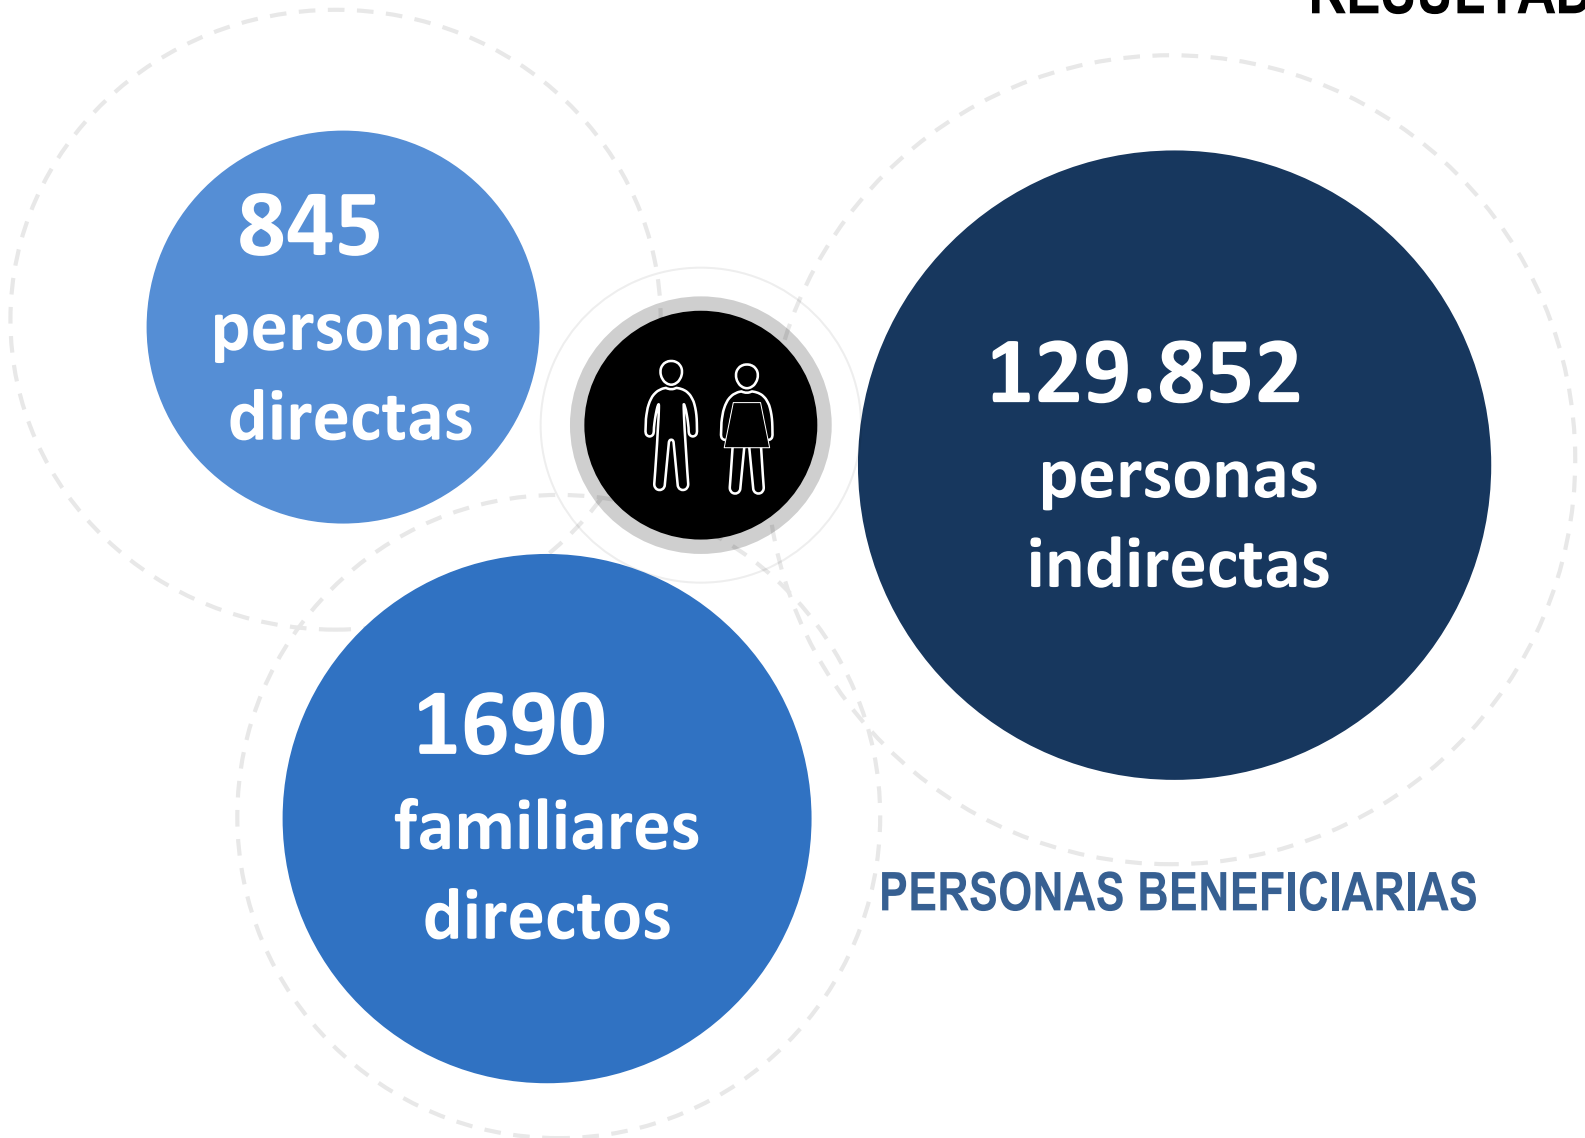 845
personas
directas
129.852
personas
indirectas
1690
familiares
directos
PERSONAS BENEFICIARIAS